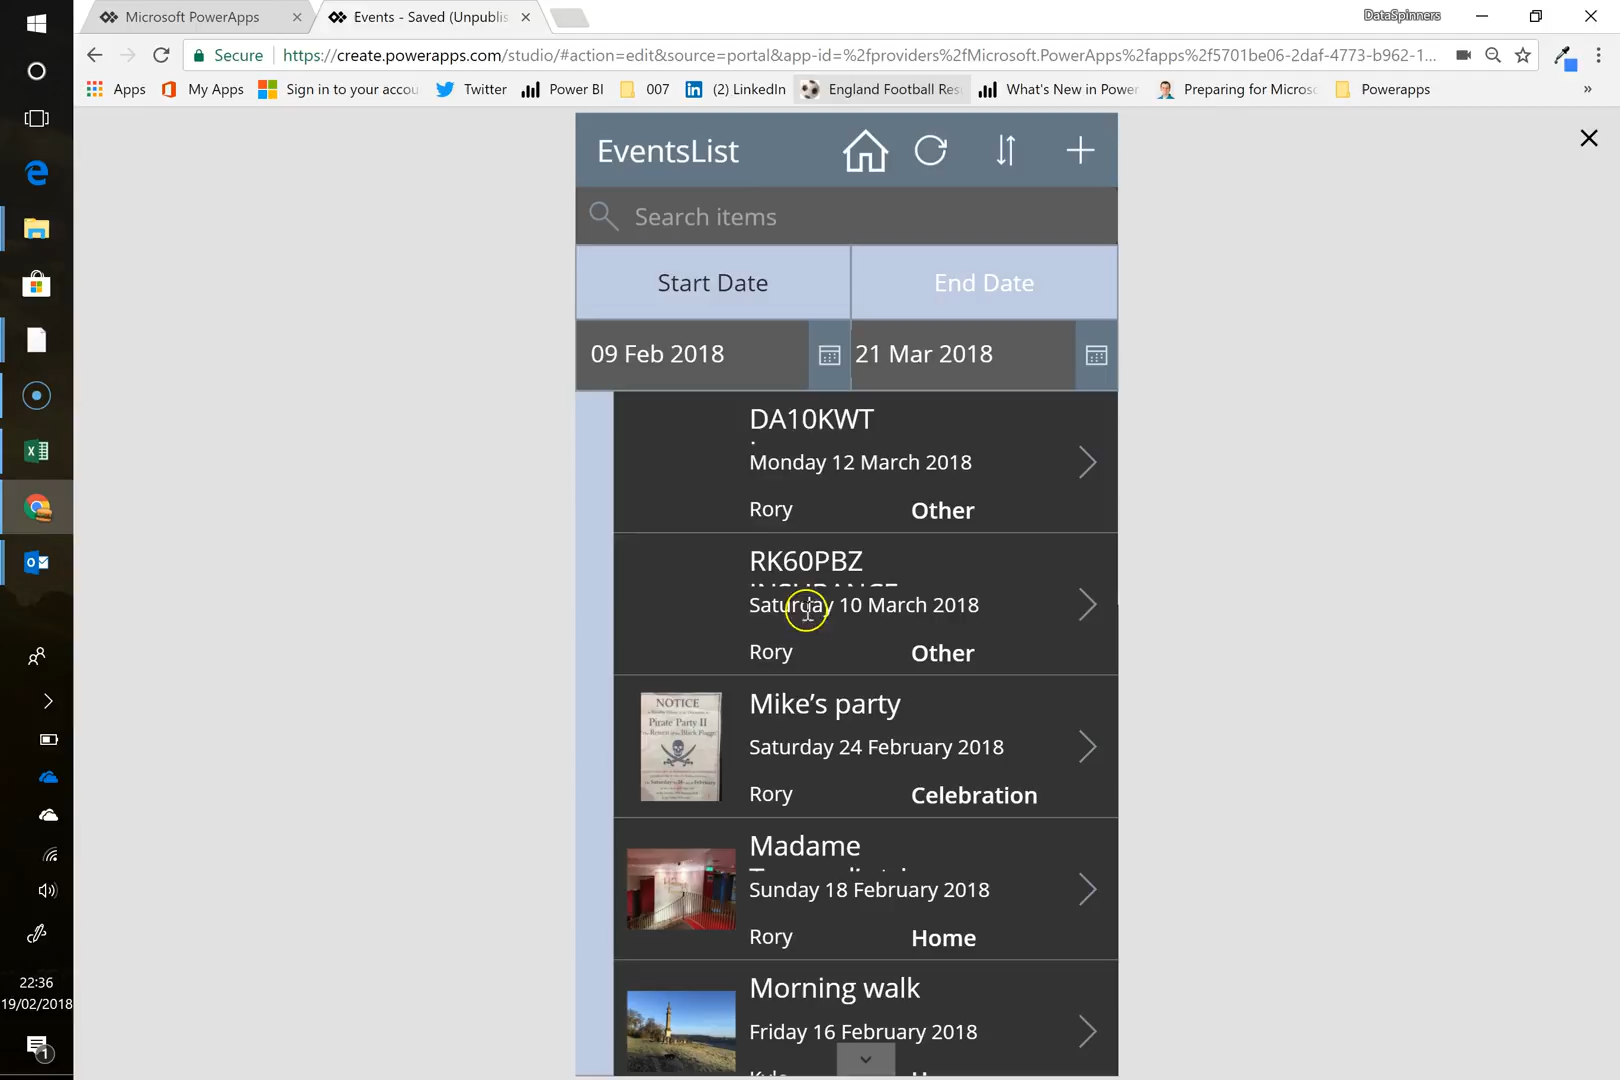 Microsoft PowerApps
Events - Saved (Unpublis
DataSpinners
Secure
https://create.powerapps.com/studio/#action=edit&source=portal&app-id=%2fproviders%2fMicrosoft.PowerApps%2fapps%2f5701be06-2daf-4773-b962-1...
Apps
My Apps
Sign in to your accou
Twitter
Power BI
007
(2) LinkedIn
England Football Res
What's New in Power
Preparing for Micros
Powerapps
»
EventsList
Search items
Start Date
End Date
09 Feb 2018
21 Mar 2018
DA10KWT
Monday 12 March 2018
Rory
Other
RK60PBZ
INSURANCE
Saturday 10 March 2018
Rory
Other
NOTICE
Pirate Party II
Mike's party
Saturday 24 February 2018
Rory
Celebration
Madame
Sunday 18 February 2018
Rory
Home
Morning walk
Friday 16 February 2018
22:36
19/02/2018
1